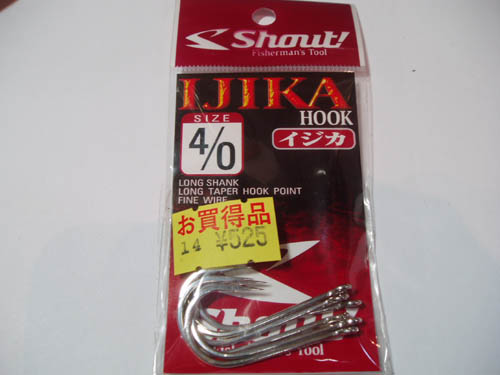 Shout!
Fisherman's Tool
IJIKA
HOOK
SIZE
4/0
イジカ
LONG SHANK
LONG TAPER HOOK POINT
FINE WIRE
お買得品
14 ¥525
Shout!
Fisherman's Tool